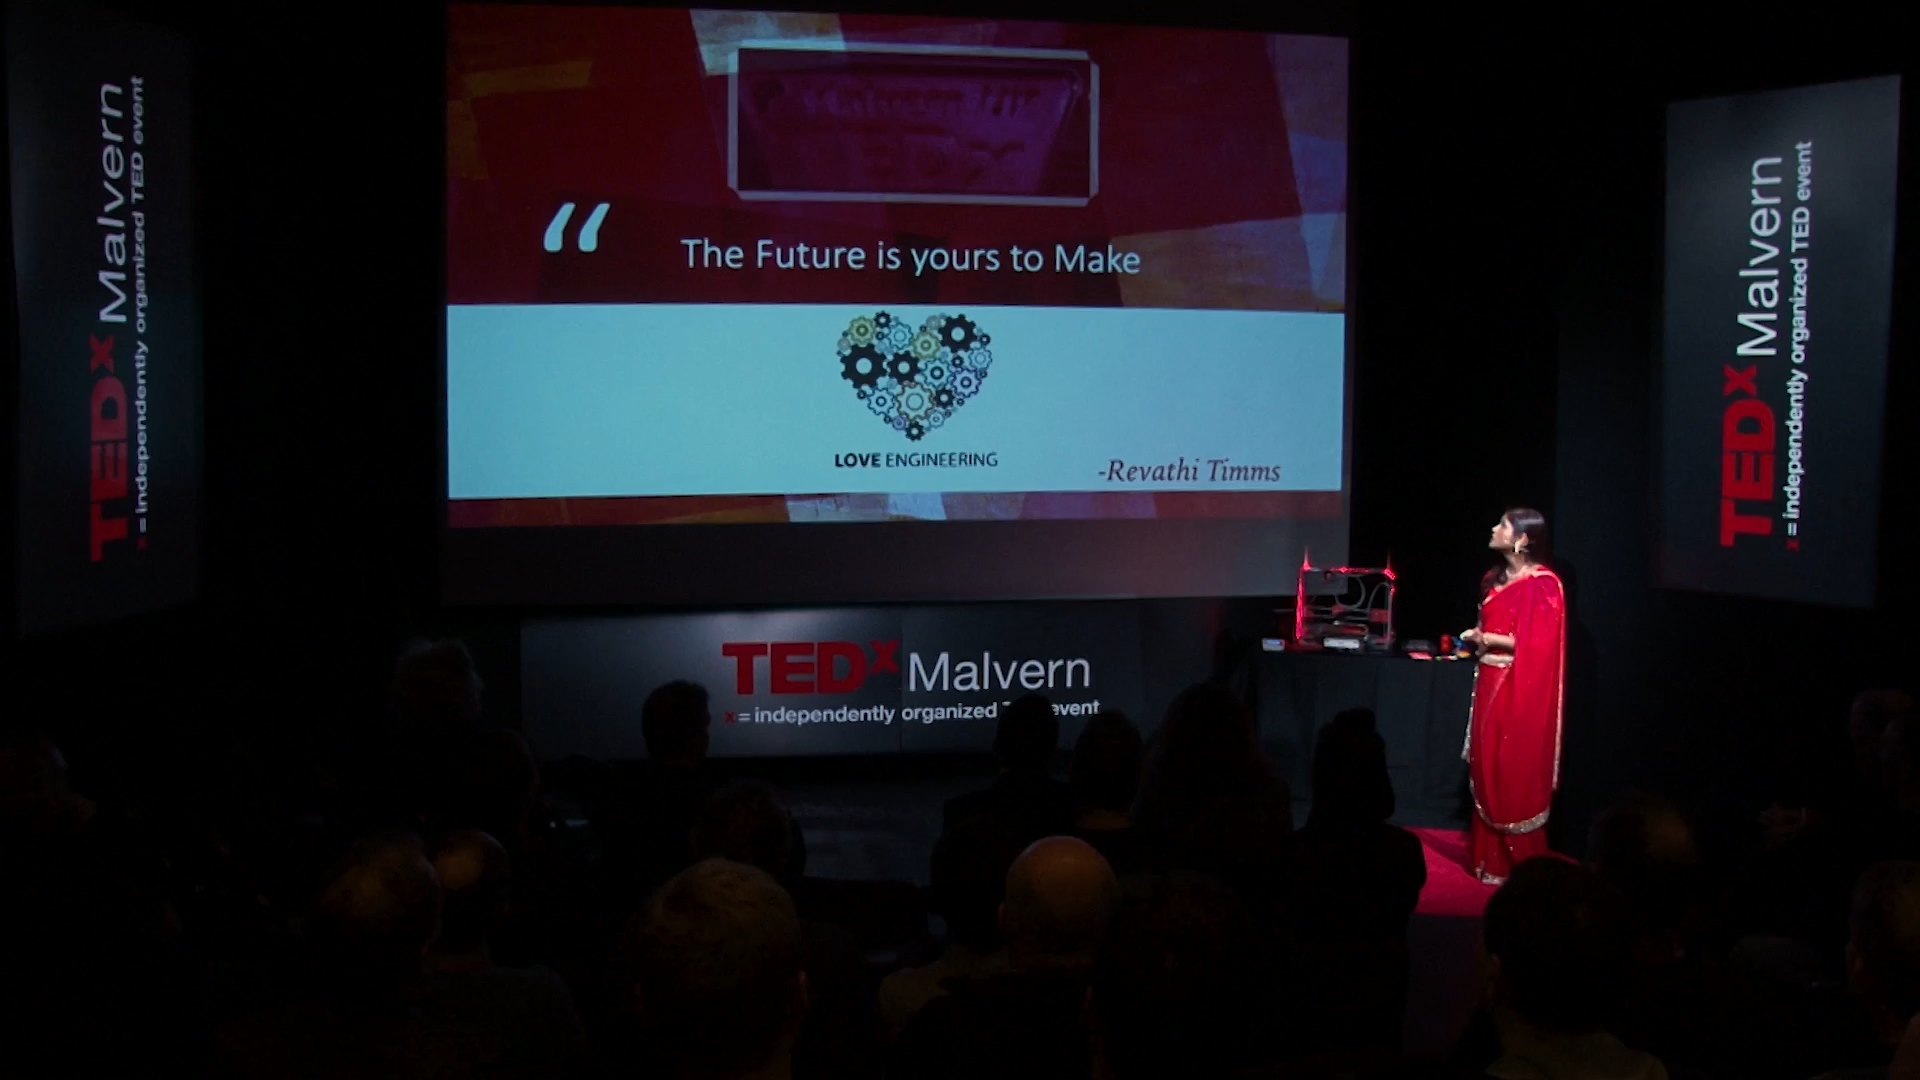 “
The Future is yours to Make
LOVE ENGINEERING
-Revathi Timms
TEDx Malvern
x = independently organized TED event
TEDx Malvern
x = independently organized event
TEDx Malvern
x = independently organized TED event